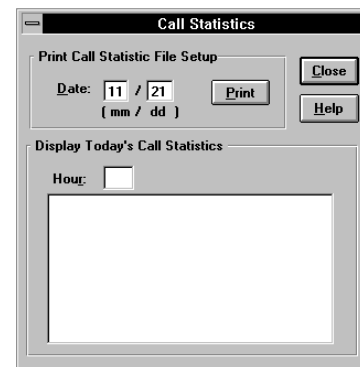 Call Statistics
Print Call Statistic File Setup
Close
Date: 11 / 21 Print
( mm / dd )
Help
Display Today's Call Statistics
Hour: